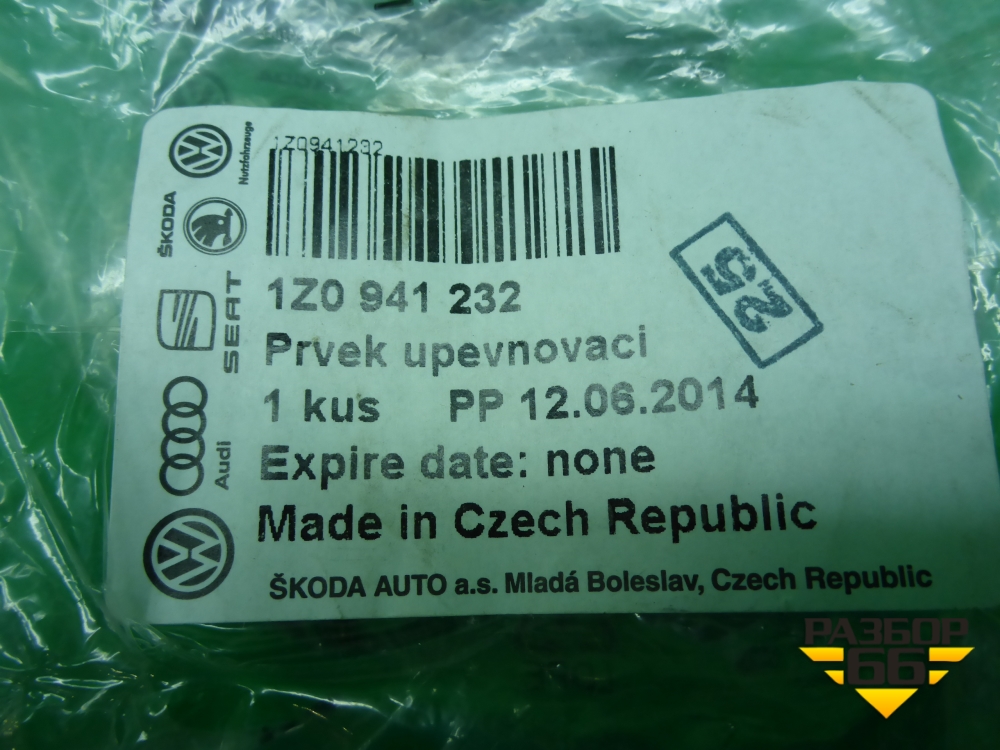 1Z0941232
Nutzfahrzeuge
ŠKODA
SEAT
Audi
1Z0 941 232
25
Prvek upevnovaci
1 kus PP 12.06.2014
Expire date: none
Made in Czech Republic
ŠKODA AUTO a.s. Mladá Boleslav, Czech Republic
РАЗБОР
66